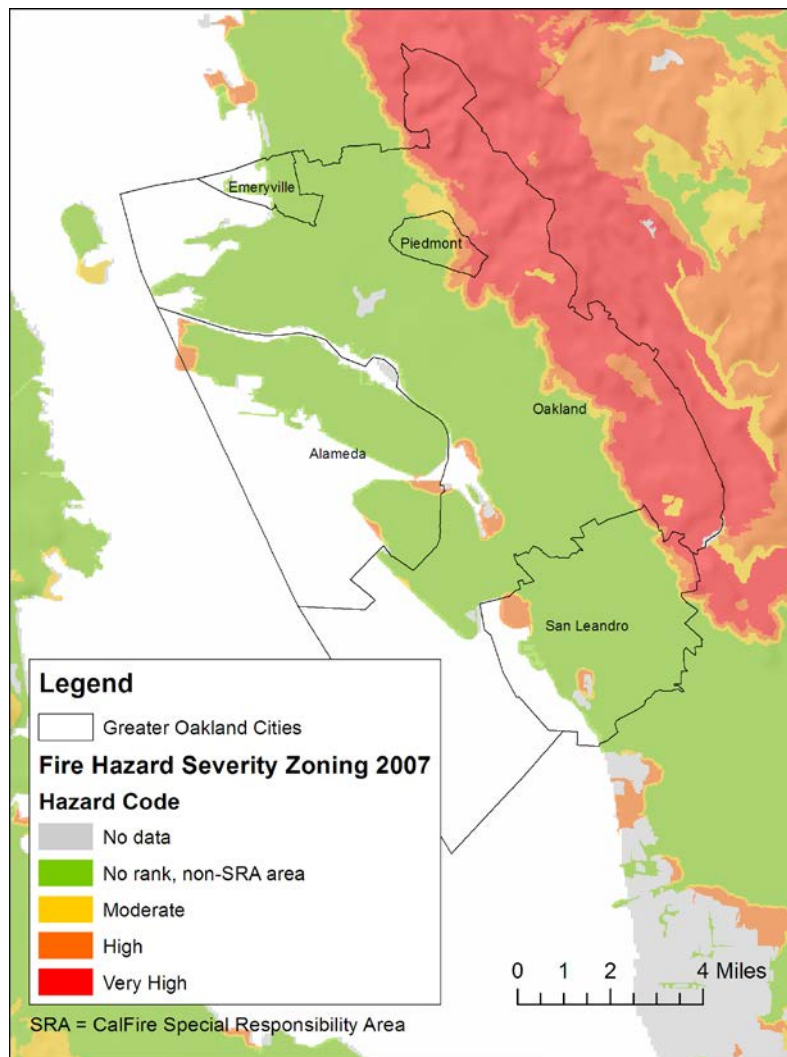 Emeryville
Piedmont
Oakland
Alameda
San Leandro
Legend
Greater Oakland Cities
Fire Hazard Severity Zoning 2007
Hazard Code
No data
No rank, non-SRA area
Moderate
High
Very High
0 1 2 4 Miles
SRA = CalFire Special Responsibility Area